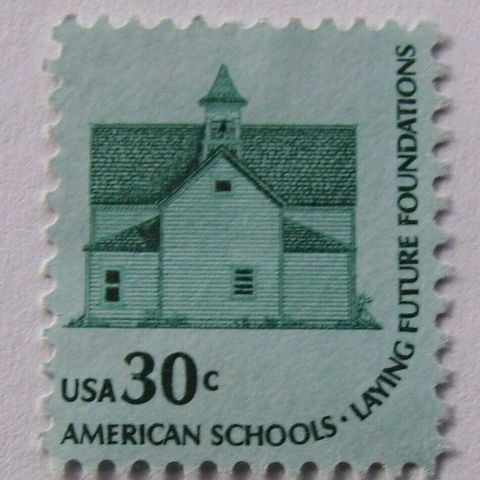 USA 30c
AMERICAN SCHOOLS · LAYING FUTURE FOUNDATIONS